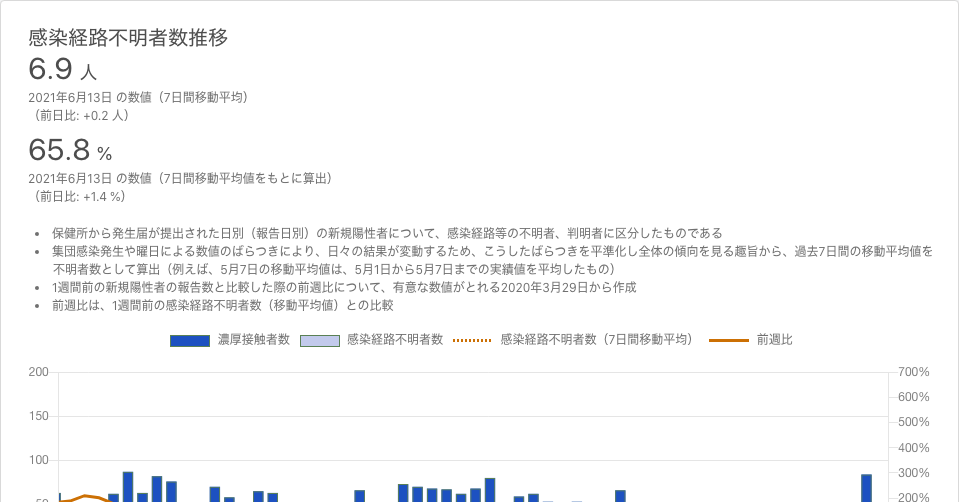 感染経路不明者数推移
6.9 人
2021年6月13日 の数値（7日間移動平均）
（前日比: +0.2 人）
65.8 %
2021年6月13日 の数値（7日間移動平均値をもとに算出）
（前日比: +1.4 %）
• 保健所から発生届が提出された日別（報告日別）の新規陽性者について、感染経路等の不明者、判明者に区分したものである
• 集団感染発生や曜日による数値のばらつきにより、日々の結果が変動するため、こうしたばらつきを平準化し全体の傾向を見る趣旨から、過去7日間の移動平均値を
不明者数として算出（例えば、5月7日の移動平均値は、5月1日から5月7日までの実績値を平均したもの）
• 1週間前の新規陽性者の報告数と比較した際の前週比について、有意な数値がとれる2020年3月29日から作成
• 前週比は、1週間前の感染経路不明者数（移動平均値）との比較
濃厚接触者数 感染経路不明者数 感染経路不明者数（7日間移動平均） 前週比
200 700%
600%
150 500%
400%
100 300%
50 200%